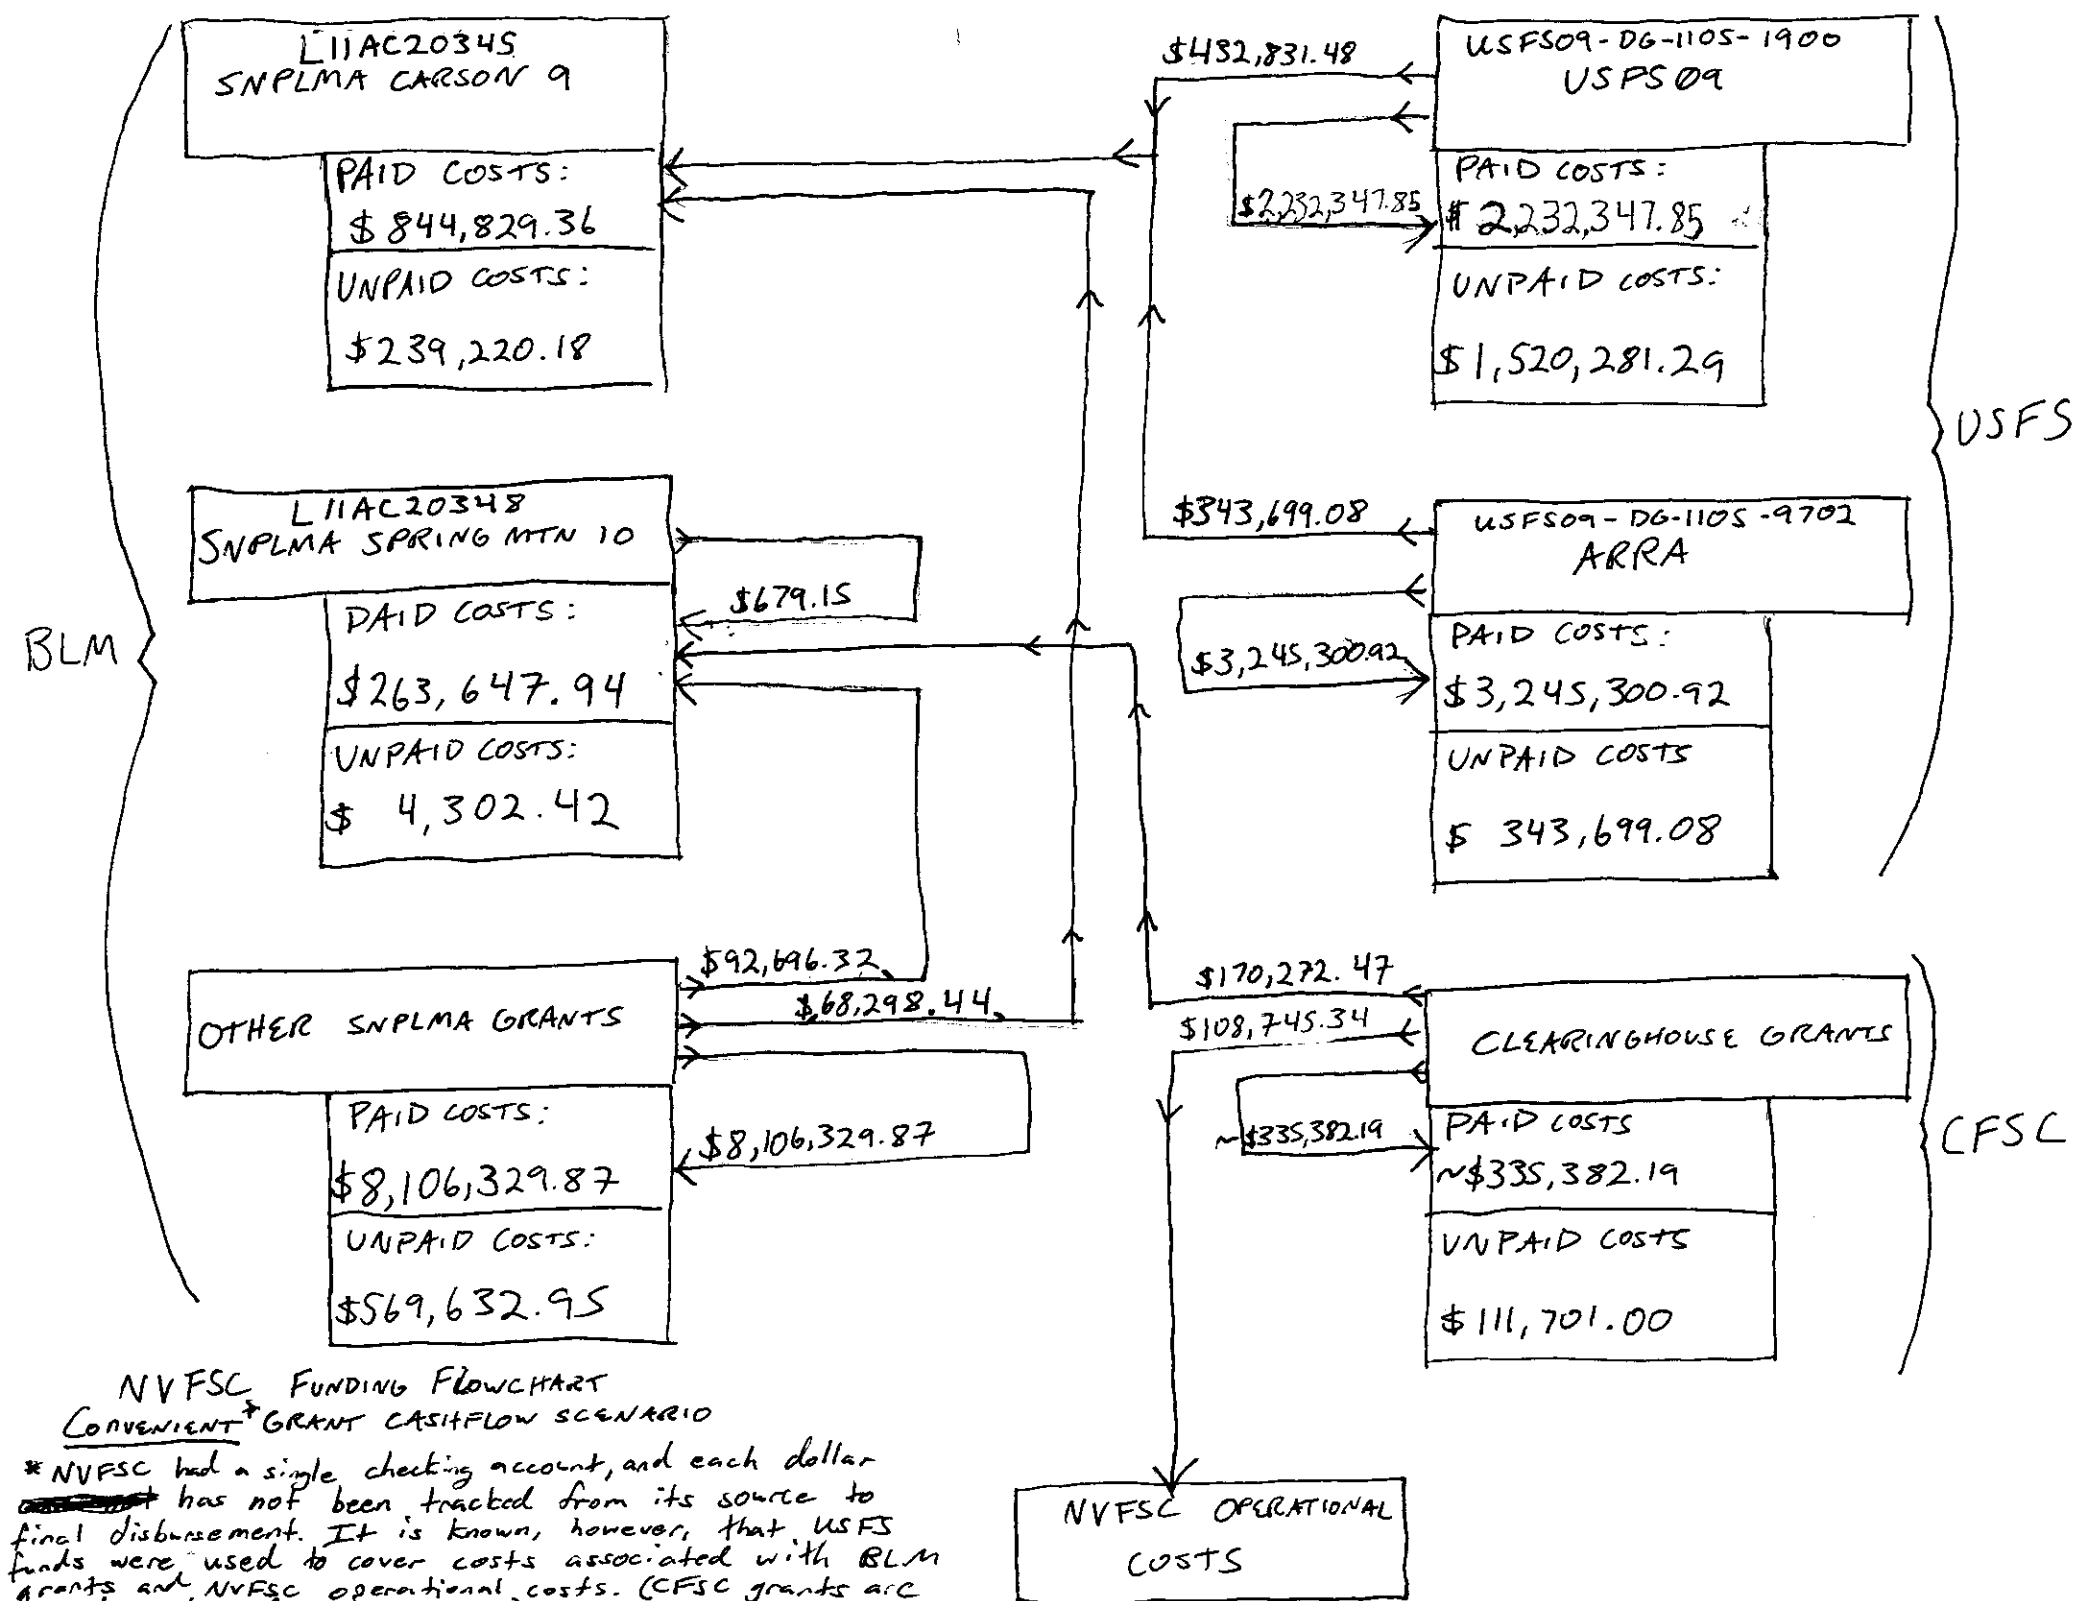 L11AC20345
SNPLMA CARSON 9
PAID COSTS:
$844,829.36
UNPAID COSTS:
$239,220.18
L11AC20348
SNPLMA SPRING MTN 10
PAID COSTS:
$263,647.94
UNPAID COSTS:
$ 4,302.42
OTHER SNPLMA GRANTS
PAID COSTS:
$8,106,329.87
UNPAID COSTS:
$569,632.95
BLM
$679.15
$92,696.32
$68,298.44
$8,106,329.87
$432,831.48
$2,232,347.85
$343,699.08
$3,245,300.92
$170,272.47
$108,745.34
~$335,382.19
USFS09-DG-1105-1900
USFS09
PAID COSTS:
$2,232,347.85
UNPAID COSTS:
$1,520,281.29
USFS
USFS09-DG-1105-9702
ARRA
PAID COSTS:
$3,245,300.92
UNPAID COSTS
$ 343,699.08
CLEARINGHOUSE GRANTS
PAID COSTS
~$335,382.19
UNPAID COSTS
$111,701.00
CFSC
NVFSC OPERATIONAL
COSTS
NVFSC FUNDING FLOWCHART
CONVENIENT* GRANT CASHFLOW SCENARIO
*NVFSC had a single checking account, and each dollar
has not been tracked from its source to
final disbursement. It is known, however, that USFS
funds were used to cover costs associated with BLM
grants and NVFSC operational costs. (CFSC grants are